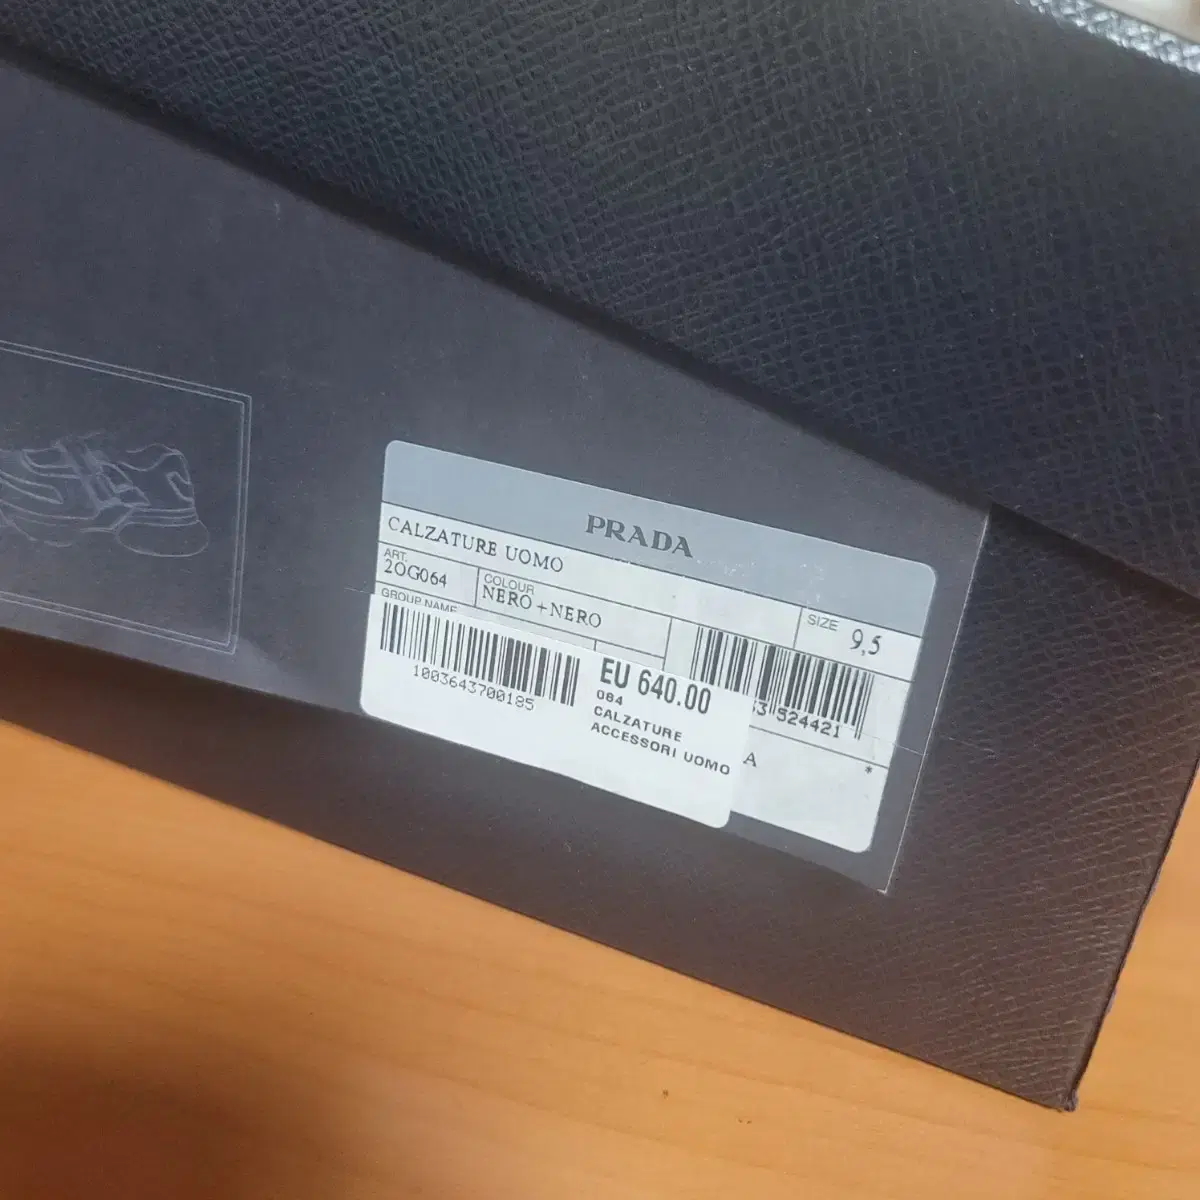 PRADA
CALZATURE UOMO
ART.
2OG064
COLOUR
NERO+NERO
SIZE
9,5
GROUP NAME
1003643700185
EU 640.00
084
CALZATURE
ACCESSORI UOMO
524421
A
*